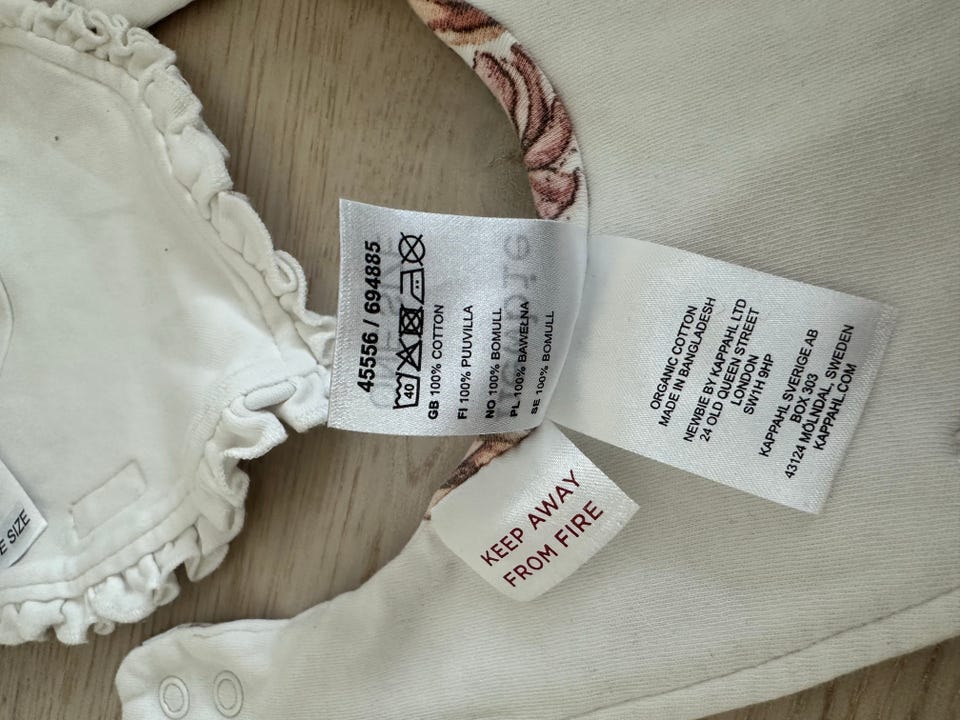 45556 / 694885
40
GB 100% COTTON
FI 100% PUUVILLA
NO 100% BOMULL
PL 100% BAWEŁNA
SE 100% BOMULL
ORGANIC COTTON
MADE IN BANGLADESH
NEWBIE BY KAPPAHL LTD
24 OLD QUEEN STREET
LONDON
SW1H 9HP
KAPPAHL SVERIGE AB
BOX 303
43124 MÖLNDAL, SWEDEN
KAPPAHL.COM
KEEP AWAY
FROM FIRE
SIZE